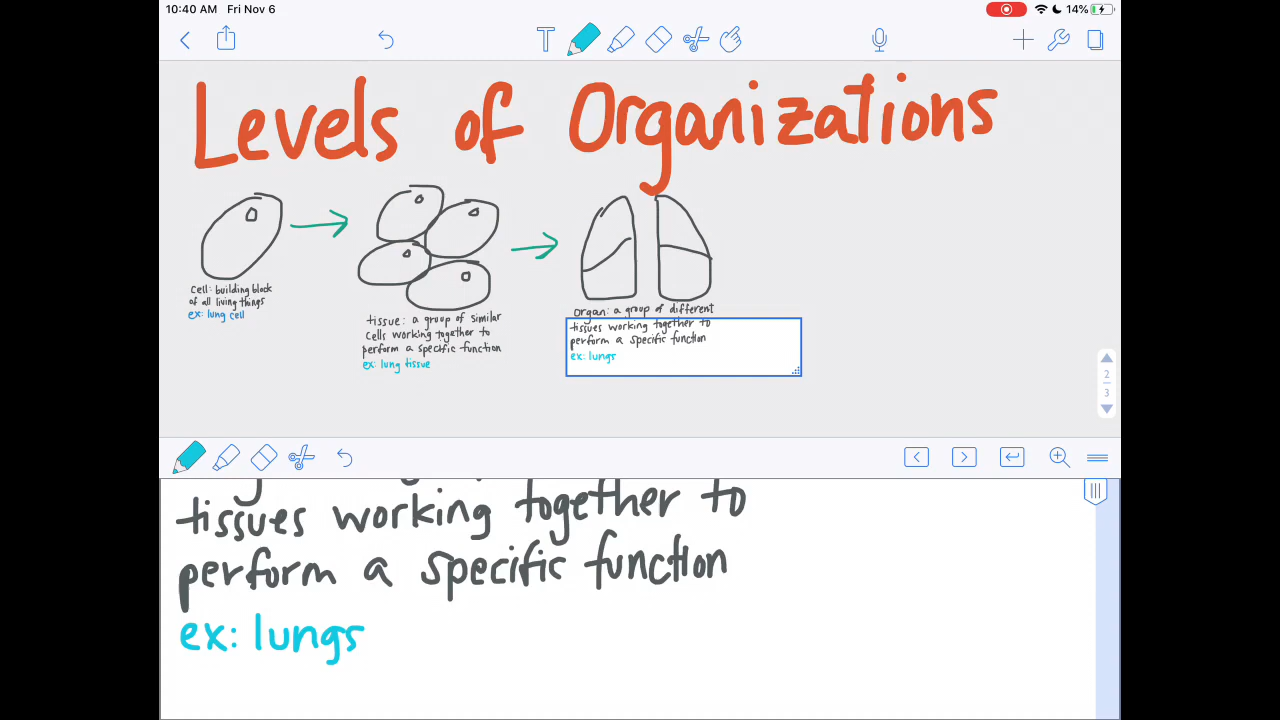 10:40 AM Fri Nov 6
14%
T
Levels of Organizations
cell: building block
of all living things
ex: lung cell
tissue: a group of similar
cells working together to
perform a specific function
ex: lung tissue
organ: a group of different
tissues working together to
perform a specific function
ex: lungs
2
3
tissues working together to
perform a specific function
ex: lungs